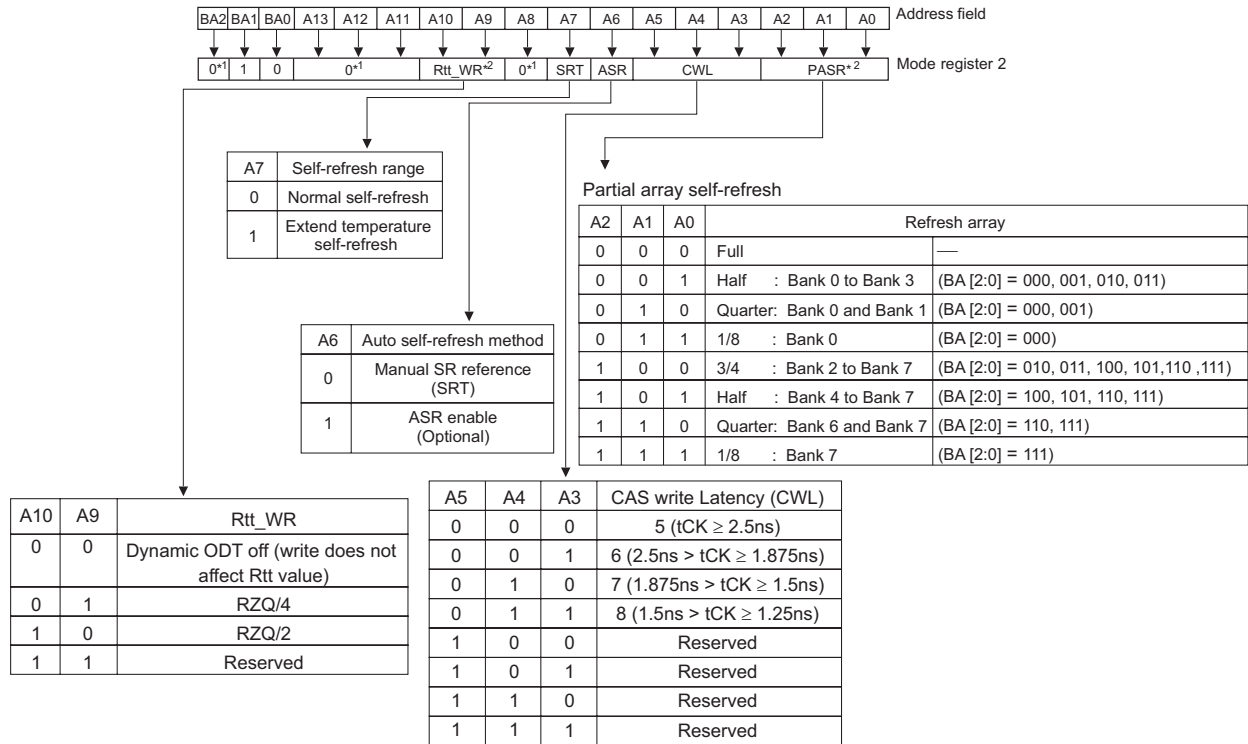 BA2 BA1 BA0 A13 A12 A11 A10 A9 A8 A7 A6 A5 A4 A3 A2 A1 A0 Address field
0*1 1 0 0*1 Rtt_WR*2 0*1 SRT ASR CWL PASR*2 Mode register 2
A7 Self-refresh range
0 Normal self-refresh
1 Extend temperature
self-refresh
Partial array self-refresh
A2 A1 A0 Refresh array
0 0 0 Full —
0 0 1 Half : Bank 0 to Bank 3 (BA [2:0] = 000, 001, 010, 011)
0 1 0 Quarter: Bank 0 and Bank 1 (BA [2:0] = 000, 001)
0 1 1 1/8 : Bank 0 (BA [2:0] = 000)
1 0 0 3/4 : Bank 2 to Bank 7 (BA [2:0] = 010, 011, 100, 101,110 ,111)
1 0 1 Half : Bank 4 to Bank 7 (BA [2:0] = 100, 101, 110, 111)
1 1 0 Quarter: Bank 6 and Bank 7 (BA [2:0] = 110, 111)
1 1 1 1/8 : Bank 7 (BA [2:0] = 111)
A6 Auto self-refresh method
0 Manual SR reference
(SRT)
1 ASR enable
(Optional)
A10 A9 Rtt_WR
0 0 Dynamic ODT off (write does not
affect Rtt value)
0 1 RZQ/4
1 0 RZQ/2
1 1 Reserved
A5 A4 A3 CAS write Latency (CWL)
0 0 0 5 (tCK ≥ 2.5ns)
0 0 1 6 (2.5ns > tCK ≥ 1.875ns)
0 1 0 7 (1.875ns > tCK ≥ 1.5ns)
0 1 1 8 (1.5ns > tCK ≥ 1.25ns)
1 0 0 Reserved
1 0 1 Reserved
1 1 0 Reserved
1 1 1 Reserved